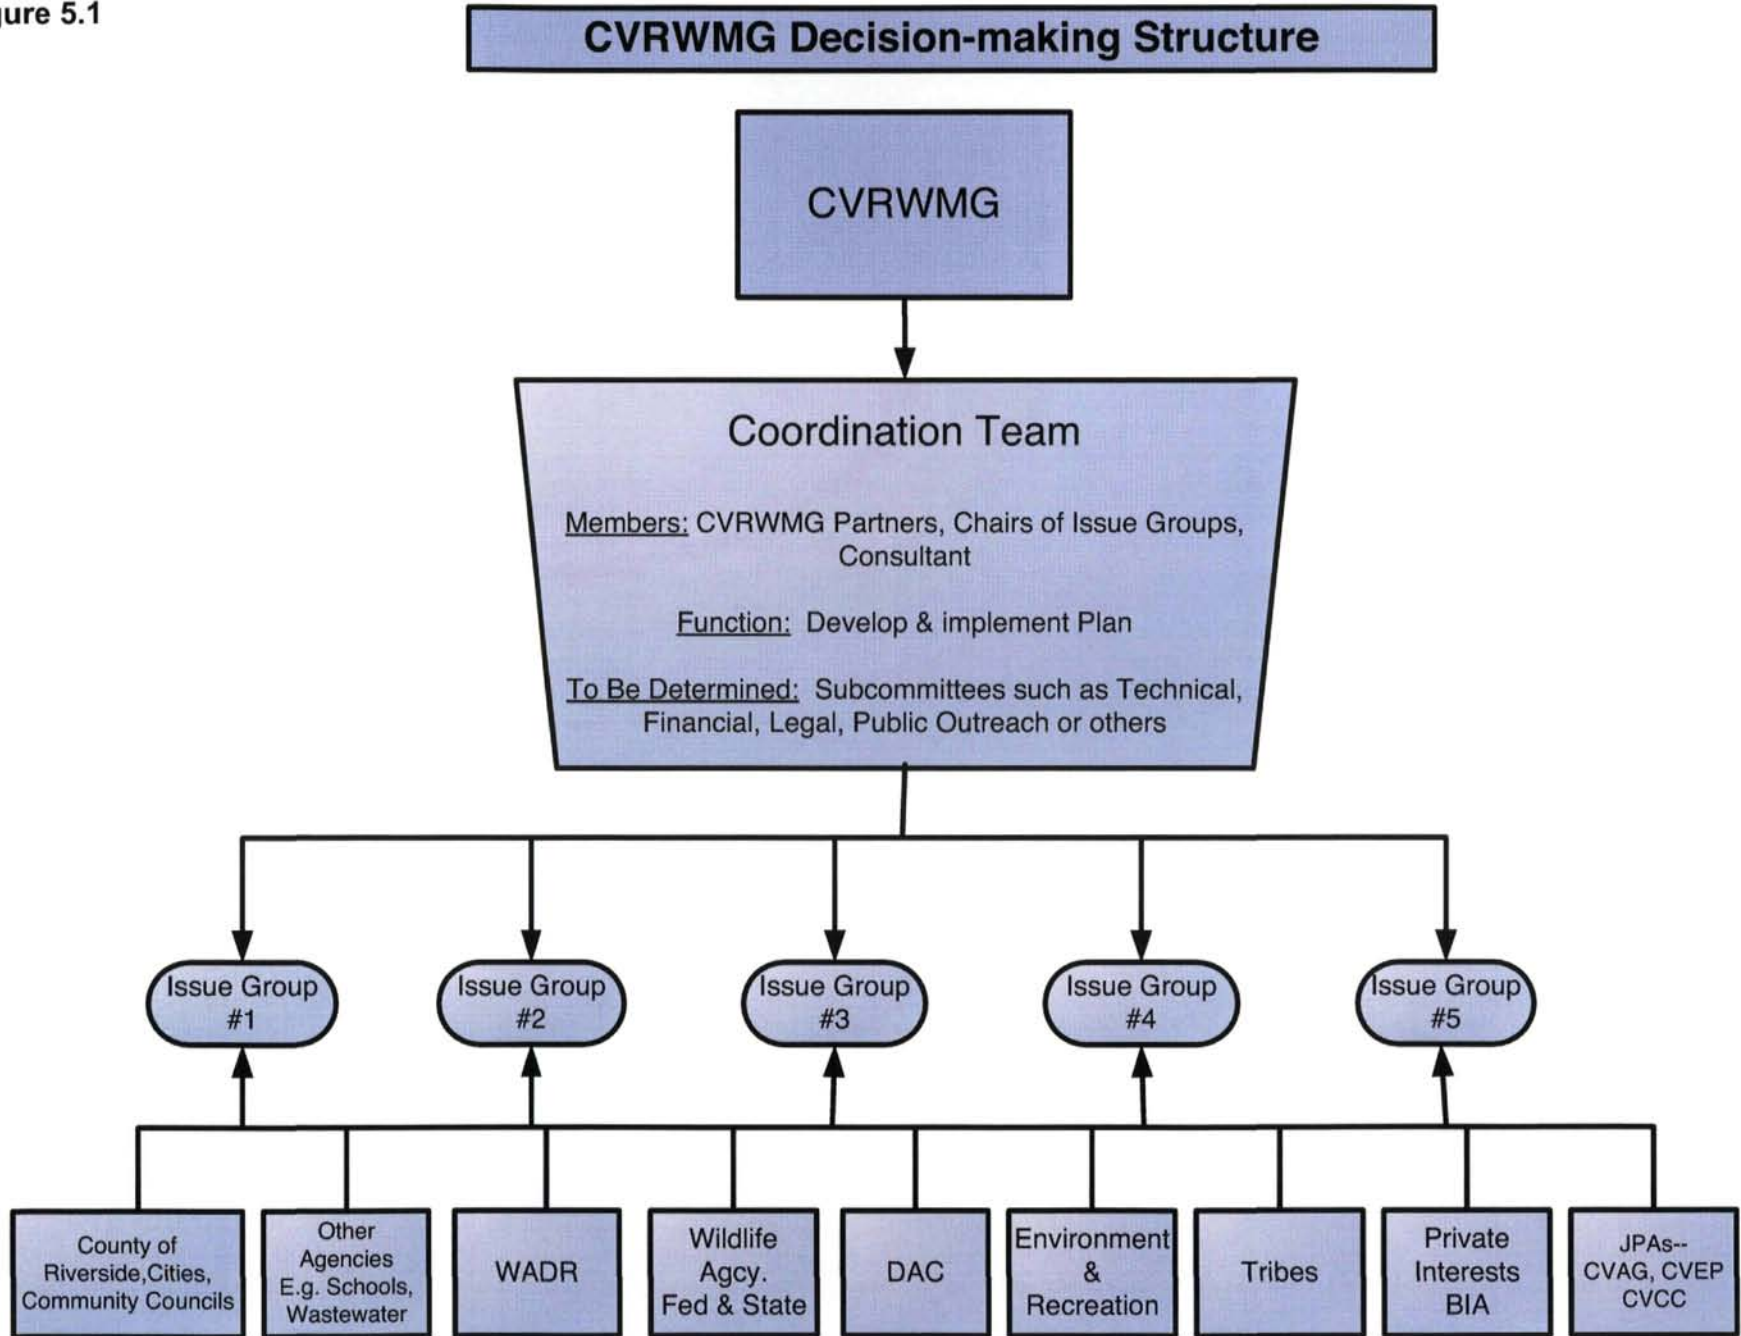 gure 5.1
CVRWMG Decision-making Structure
CVRWMG
Coordination Team
Members: CVRWMG Partners, Chairs of Issue Groups,
Consultant
Function: Develop & implement Plan
To Be Determined: Subcommittees such as Technical,
Financial, Legal, Public Outreach or others
Issue Group
#1
Issue Group
#2
Issue Group
#3
Issue Group
#4
Issue Group
#5
County of
Riverside,Cities,
Community Councils
Other
Agencies
E.g. Schools,
Wastewater
WADR
Wildlife
Agcy.
Fed & State
DAC
Environment
&
Recreation
Tribes
Private
Interests
BIA
JPAs--
CVAG, CVEP
CVCC